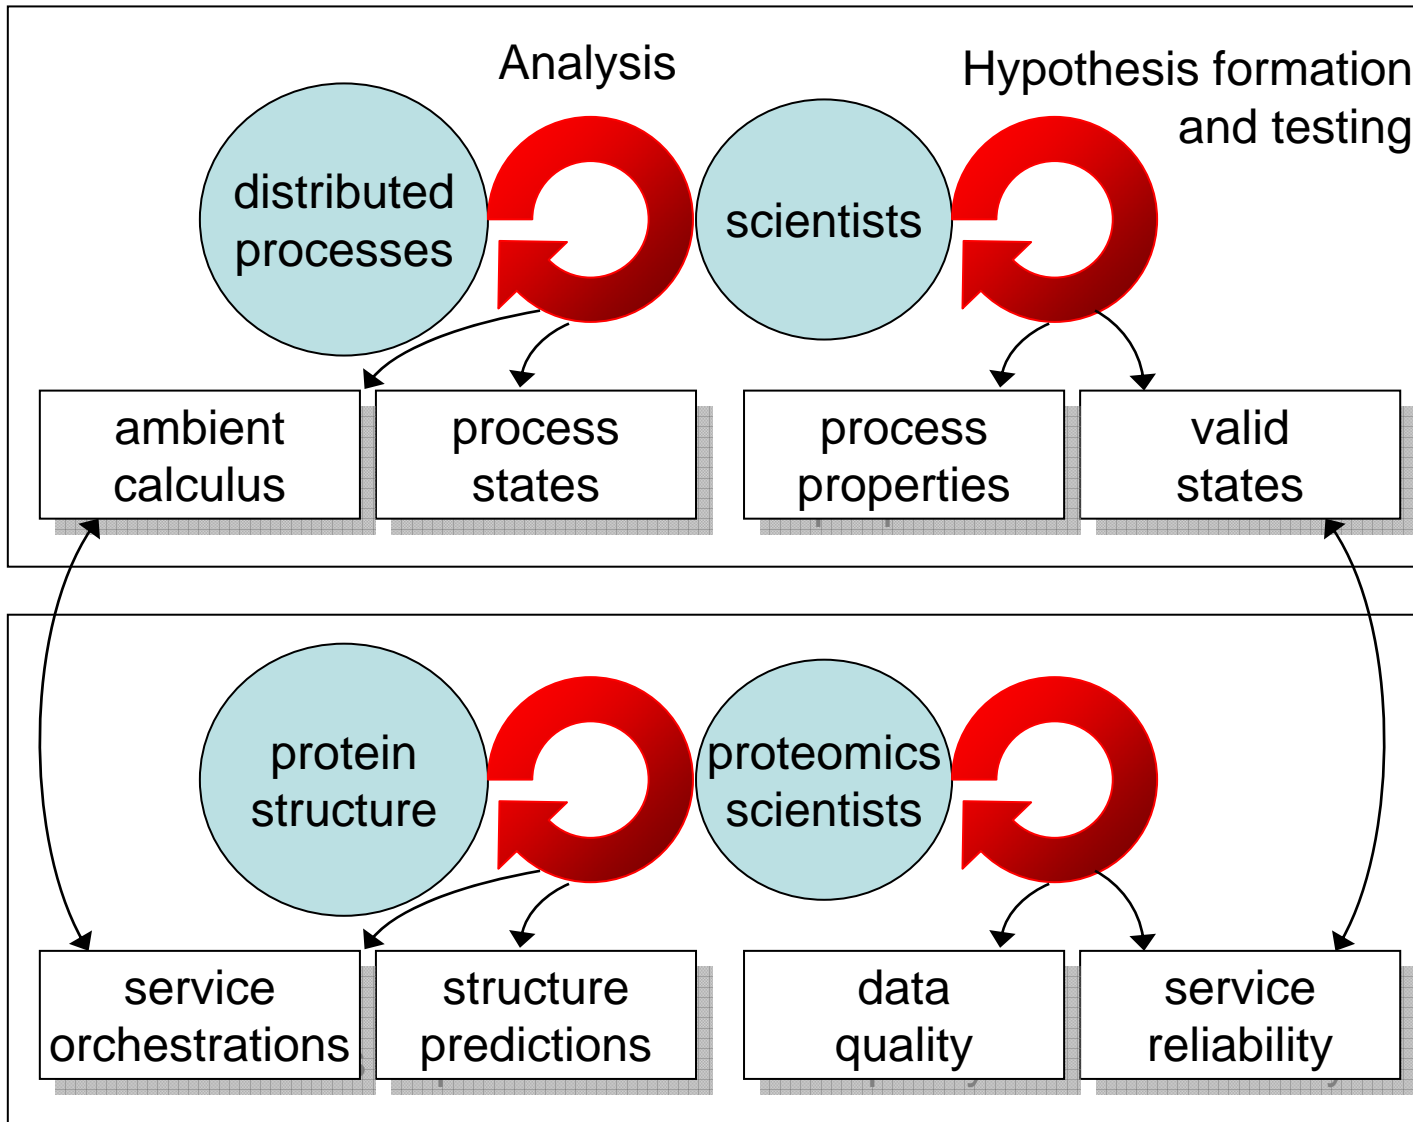 Analysis
Hypothesis formation
and testing
distributed
processes
scientists
ambient
calculus
process
states
process
properties
valid
states
protein
structure
proteomics
scientists
service
orchestrations
structure
predictions
data
quality
service
reliability